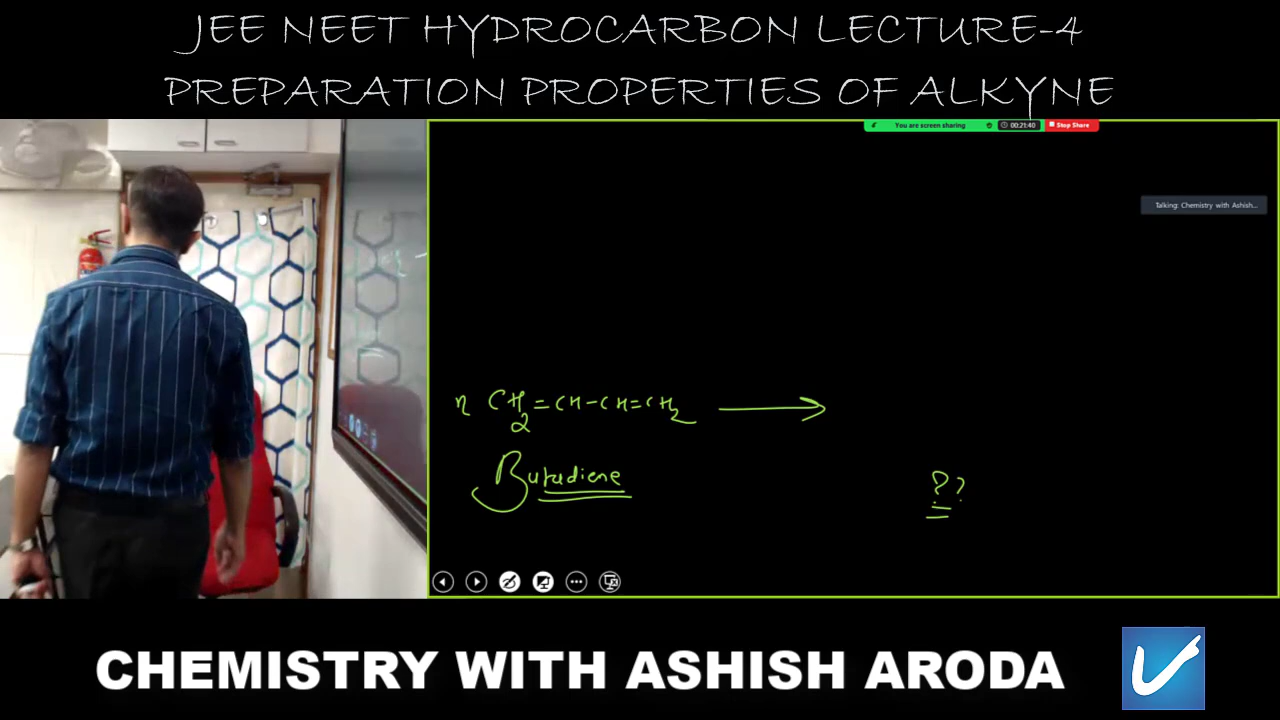 JEE NEET HYDROCARBON LECTURE-4
PREPARATION PROPERTIES OF ALKYNE
You are screen sharing 00:21:40 Stop Share
Talking: Chemistry with Ashish...
n CH2=CH-CH=CH2 ⟶
Butadiene
??
CHEMISTRY WITH ASHISH ARODA